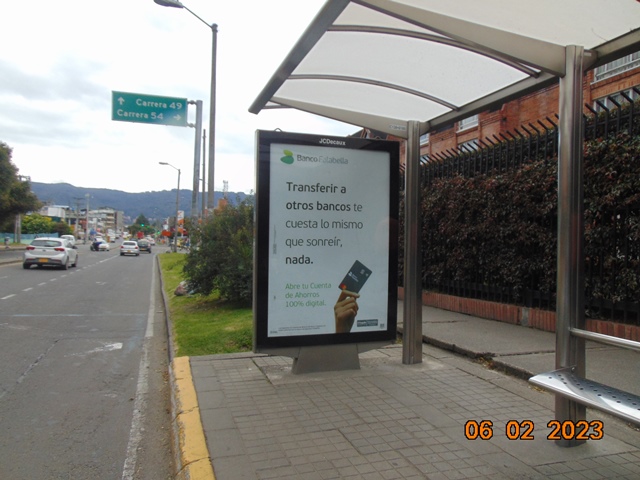 Carrera 49
Carrera 54
JCDecaux
Banco Falabella
Transferir a
otros bancos te
cuesta lo mismo
que sonreír,
nada.
Abre tu Cuenta
de Ahorros
100% digital.
06 02 2023